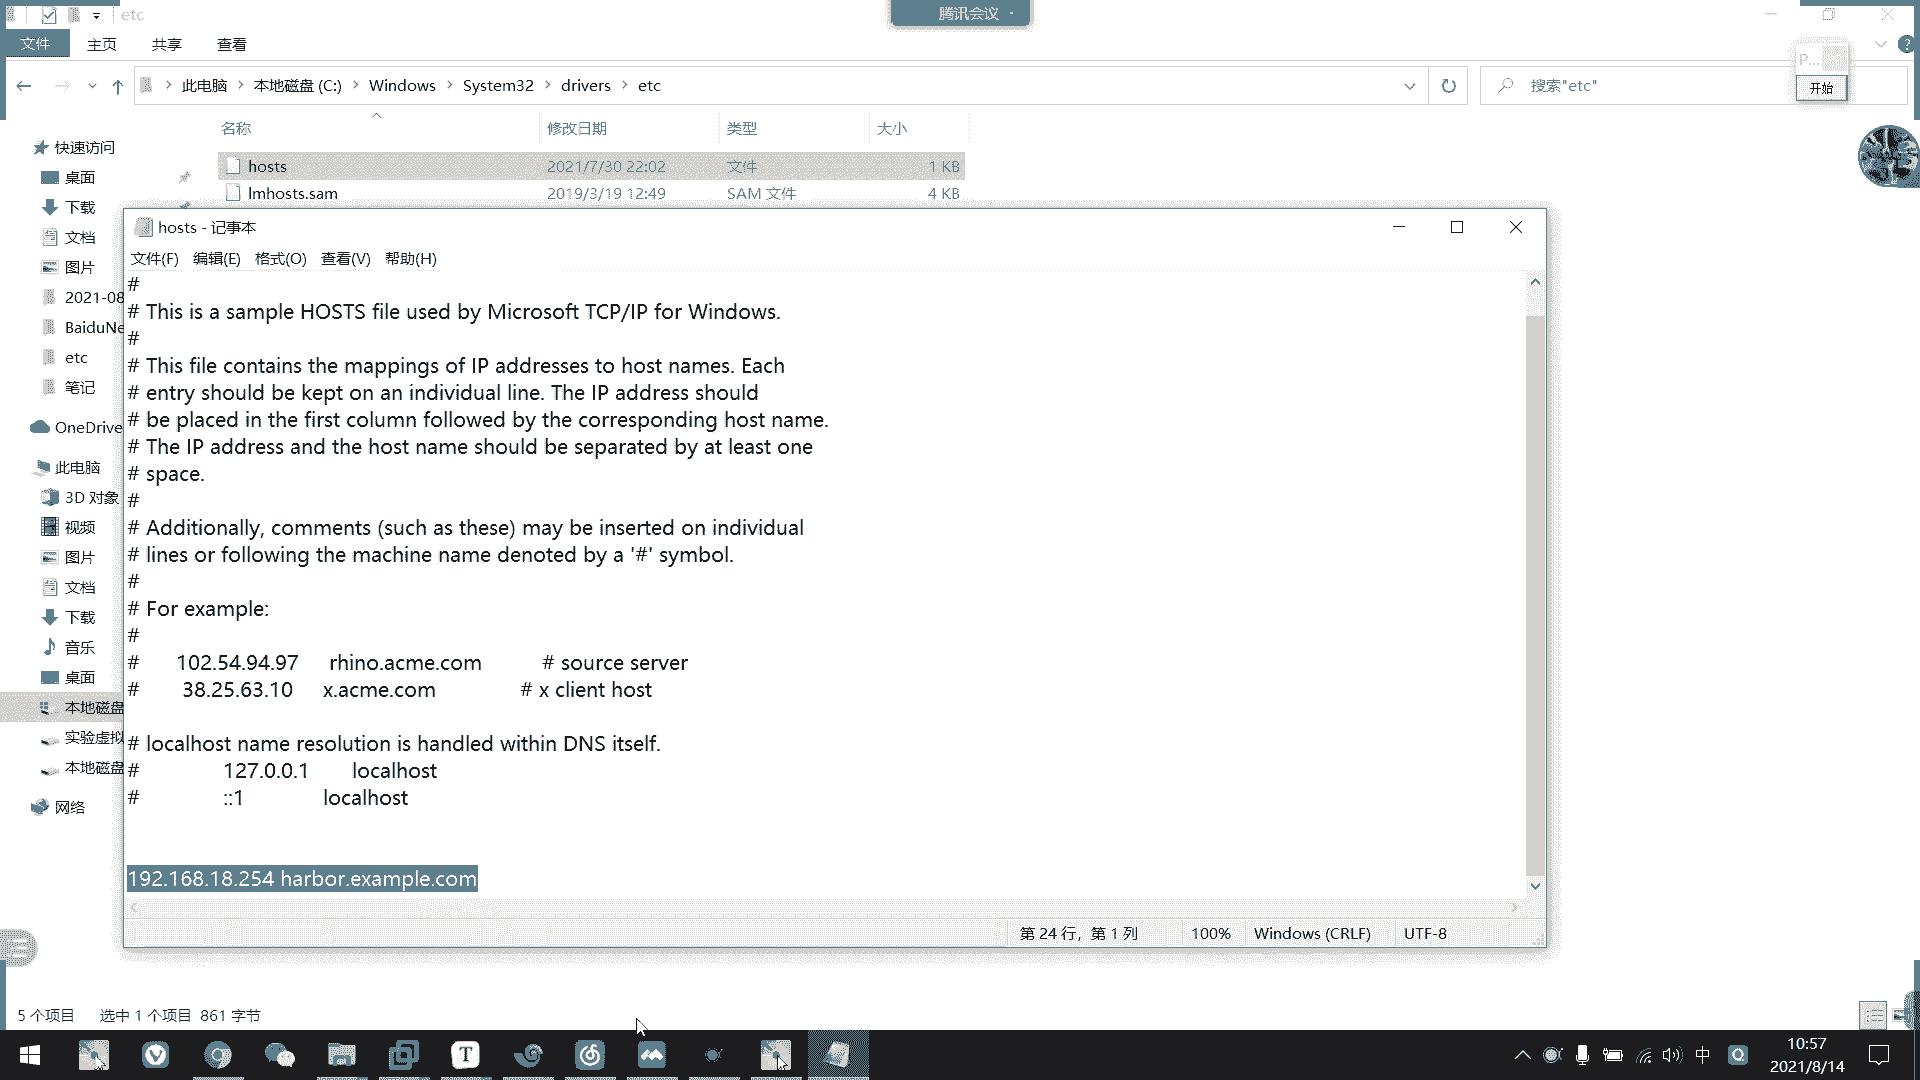 etc
腾讯会议
文件 主页 共享 查看
此电脑 本地磁盘 (C:) Windows System32 drivers etc
搜索"etc"
P...
开始
名称 修改日期 类型 大小
快速访问
桌面
下载
文档
图片
2021-08
BaiduNe
etc
笔记
OneDrive
此电脑
3D 对象
视频
图片
文档
下载
音乐
桌面
本地磁盘
实验虚拟
本地磁盘
网络
hosts 2021/7/30 22:02 文件 1 KB
lmhosts.sam 2019/3/19 12:49 SAM 文件 4 KB
hosts - 记事本
文件(F) 编辑(E) 格式(O) 查看(V) 帮助(H)
#
# This is a sample HOSTS file used by Microsoft TCP/IP for Windows.
#
# This file contains the mappings of IP addresses to host names. Each
# entry should be kept on an individual line. The IP address should
# be placed in the first column followed by the corresponding host name.
# The IP address and the host name should be separated by at least one
# space.
#
# Additionally, comments (such as these) may be inserted on individual
# lines or following the machine name denoted by a '#' symbol.
#
# For example:
#
# 102.54.94.97 rhino.acme.com # source server
# 38.25.63.10 x.acme.com # x client host
# localhost name resolution is handled within DNS itself.
# 127.0.0.1 localhost
# ::1 localhost
192.168.18.254 harbor.example.com
第 24 行，第 1 列 100% Windows (CRLF) UTF-8
5 个项目 选中 1 个项目 861 字节
T
中
10:57
2021/8/14